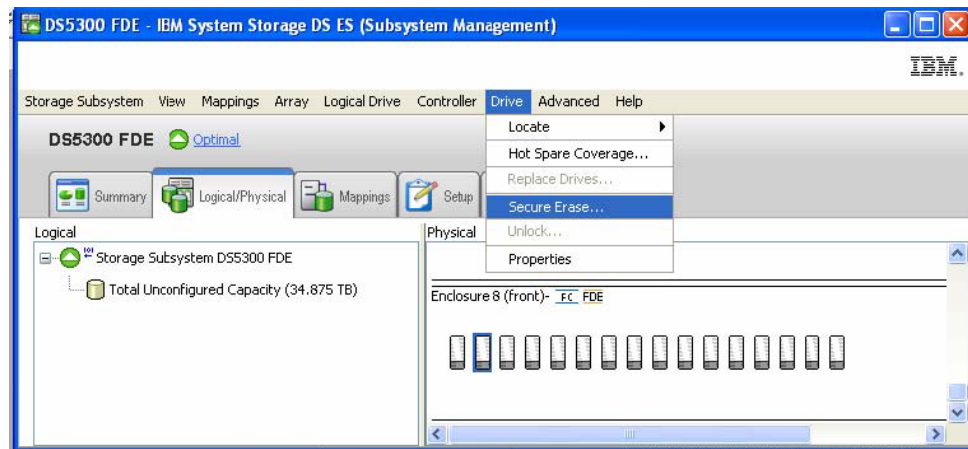 DS5300 FDE - IBM System Storage DS ES (Subsystem Management)
IBM.
Storage Subsystem View Mappings Array Logical Drive Controller Drive Advanced Help
DS5300 FDE Optimal
Locate
Hot Spare Coverage...
Replace Drives...
Secure Erase...
Unlock...
Properties
Summary Logical/Physical Mappings Setup
Logical
Physical
Storage Subsystem DS5300 FDE
Total Unconfigured Capacity (34.875 TB)
Enclosure 8 (front)- FC FDE